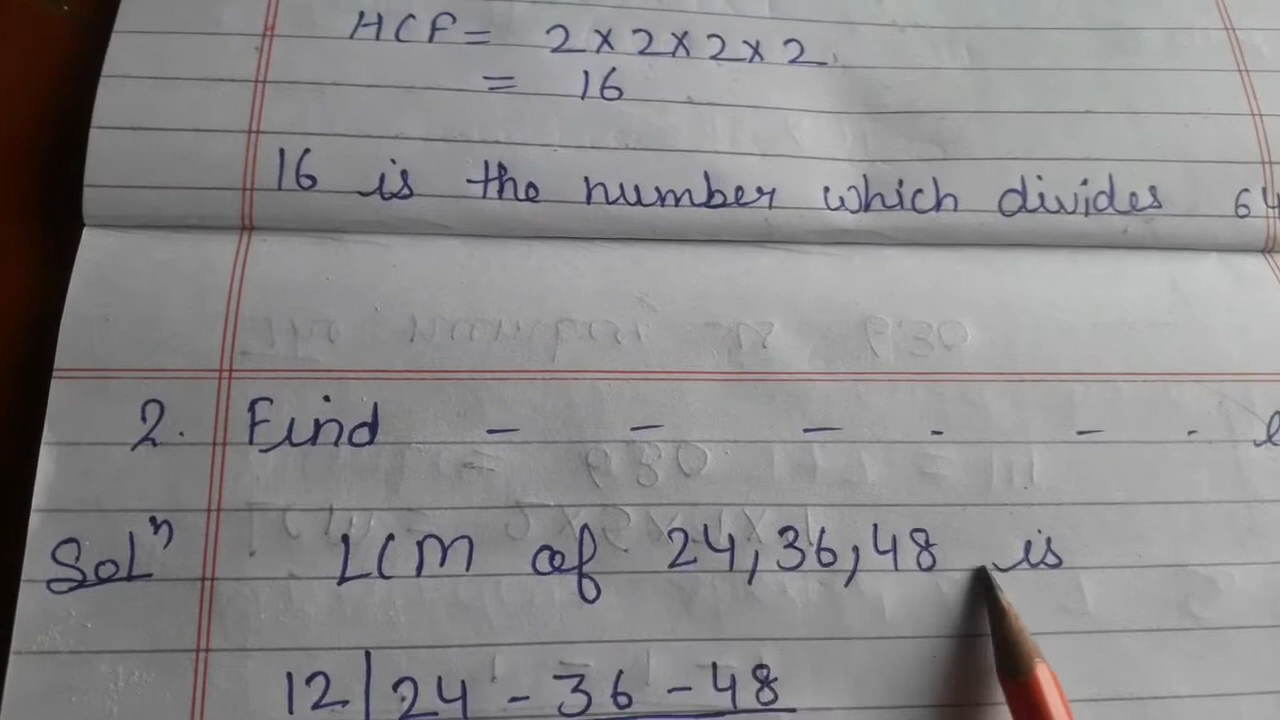 HCF = 2 × 2 × 2 × 2
= 16
16 is the number which divides 64
2. Find - - - - - -
Solⁿ LCM of 24, 36, 48 is
12 | 24 - 36 - 48